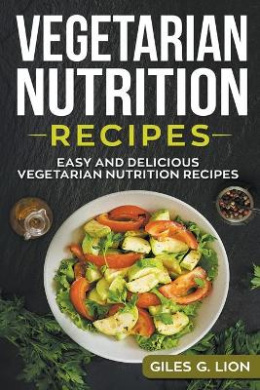 VEGETARIAN
NUTRITION
RECIPES
EASY AND DELICIOUS
VEGETARIAN NUTRITION RECIPES
GILES G. LION